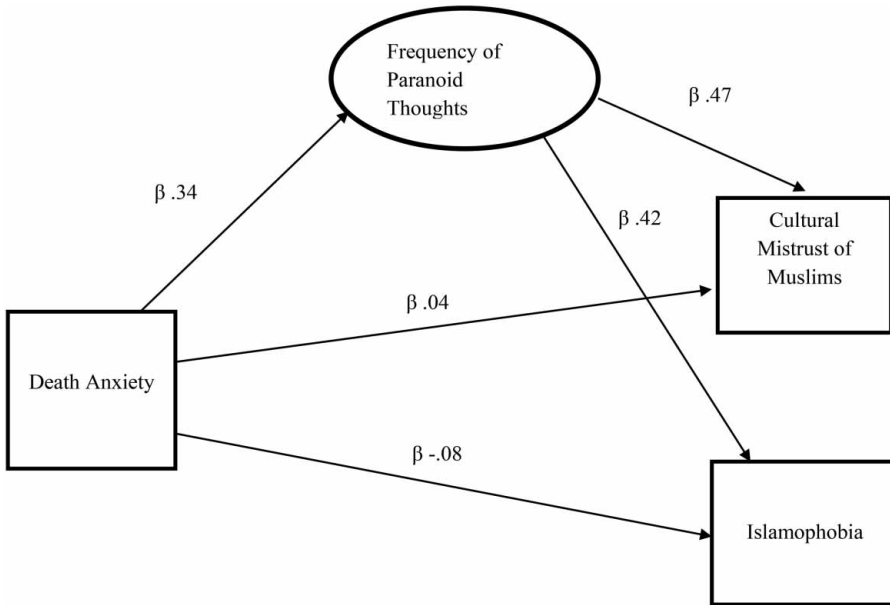 Frequency of
Paranoid
Thoughts
β .47
β .34
β .42
Cultural
Mistrust of
Muslims
β .04
Death Anxiety
β -.08
Islamophobia